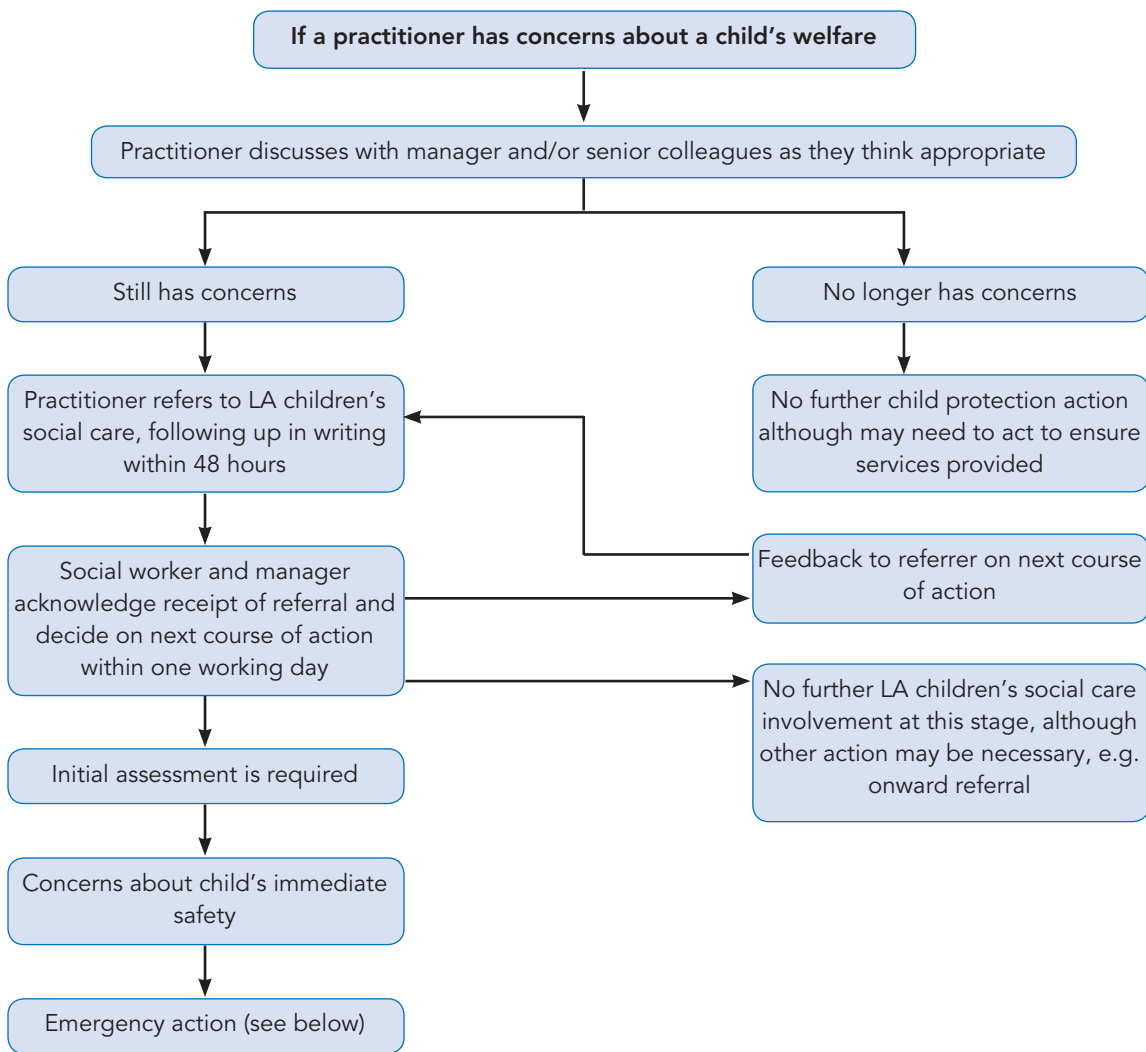 If a practitioner has concerns about a child’s welfare
Practitioner discusses with manager and/or senior colleagues as they think appropriate
Still has concerns
No longer has concerns
Practitioner refers to LA children’s
social care, following up in writing
within 48 hours
No further child protection action
although may need to act to ensure
services provided
Social worker and manager
acknowledge receipt of referral and
decide on next course of action
within one working day
Feedback to referrer on next course
of action
No further LA children’s social care
involvement at this stage, although
other action may be necessary, e.g.
onward referral
Initial assessment is required
Concerns about child’s immediate
safety
Emergency action (see below)